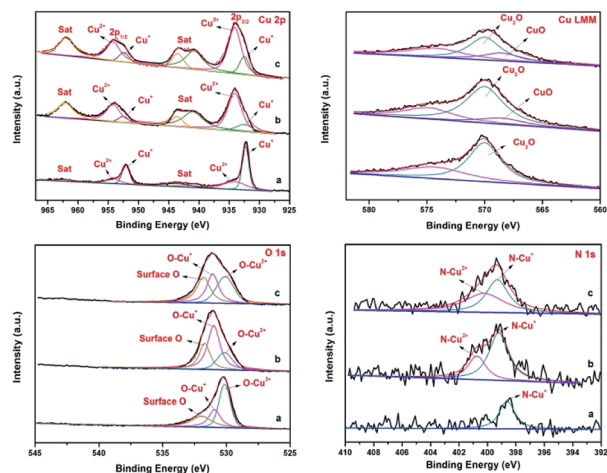 Cu²⁺ 2p₁/₂
2p₃/₂
Cu 2p
Cu²⁺
Sat
Cu⁺
Sat
Cu⁺
c
Cu²⁺
Sat
Cu⁺
Sat
Cu⁺
b
Sat
Cu²⁺
Cu⁺
Sat
Cu²⁺
Cu⁺
a
Intensity (a.u.)
965 960 955 950 945 940 935 930 925
Binding Energy (eV)
Cu₂O
Cu LMM
CuO
c
Cu₂O
CuO
b
Cu₂O
a
Intensity (a.u.)
580 575 570 565 560
Binding Energy (eV)
O 1s
O-Cu⁺
O-Cu²⁺
Surface O
c
O-Cu⁺
Surface O
O-Cu²⁺
b
O-Cu⁺
O-Cu²⁺
Surface O
a
Intensity (a.u.)
545 540 535 530 525
Binding Energy (eV)
N 1s
N-Cu⁺
N-Cu²⁺
c
N-Cu⁺
N-Cu²⁺
b
N-Cu⁺
a
Intensity (a.u.)
410 408 406 404 402 400 398 396 394 392
Binding Energy (eV)